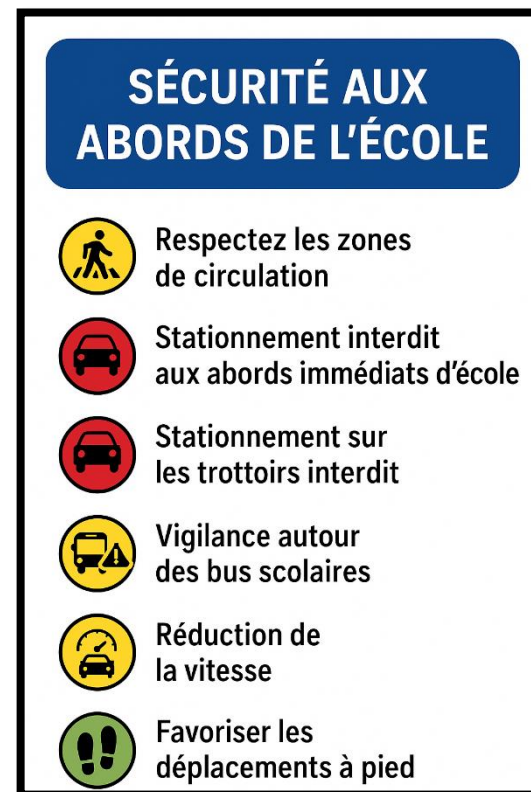 SÉCURITÉ AUX
ABORDS DE L’ÉCOLE
Respectez les zones
de circulation
Stationnement interdit
aux abords immédiats d’école
Stationnement sur
les trottoirs interdit
Vigilance autour
des bus scolaires
Réduction de
la vitesse
Favoriser les
déplacements à pied